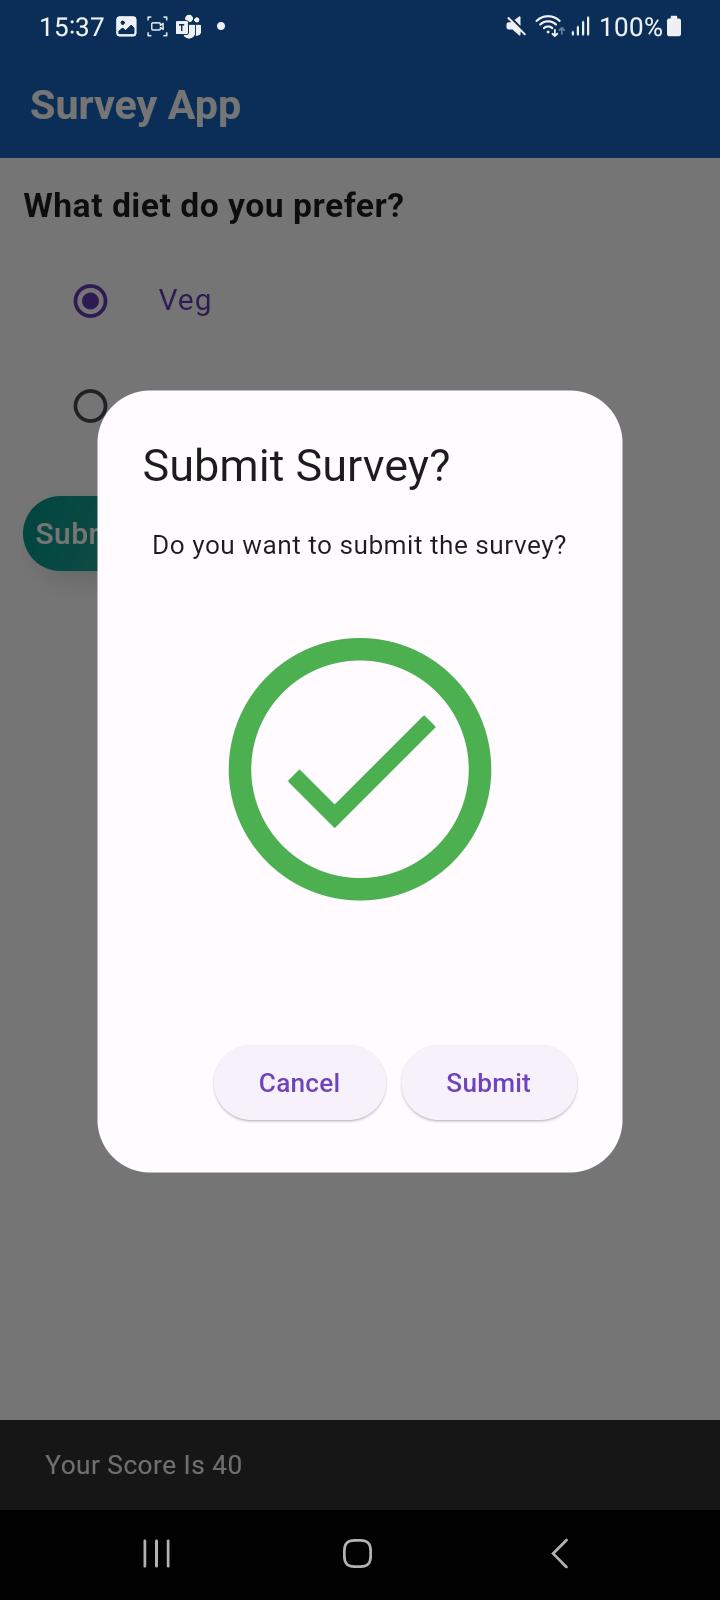 15:37
100%
Survey App
What diet do you prefer?
Veg
Submit Survey?
Do you want to submit the survey?
Cancel Submit
Your Score Is 40